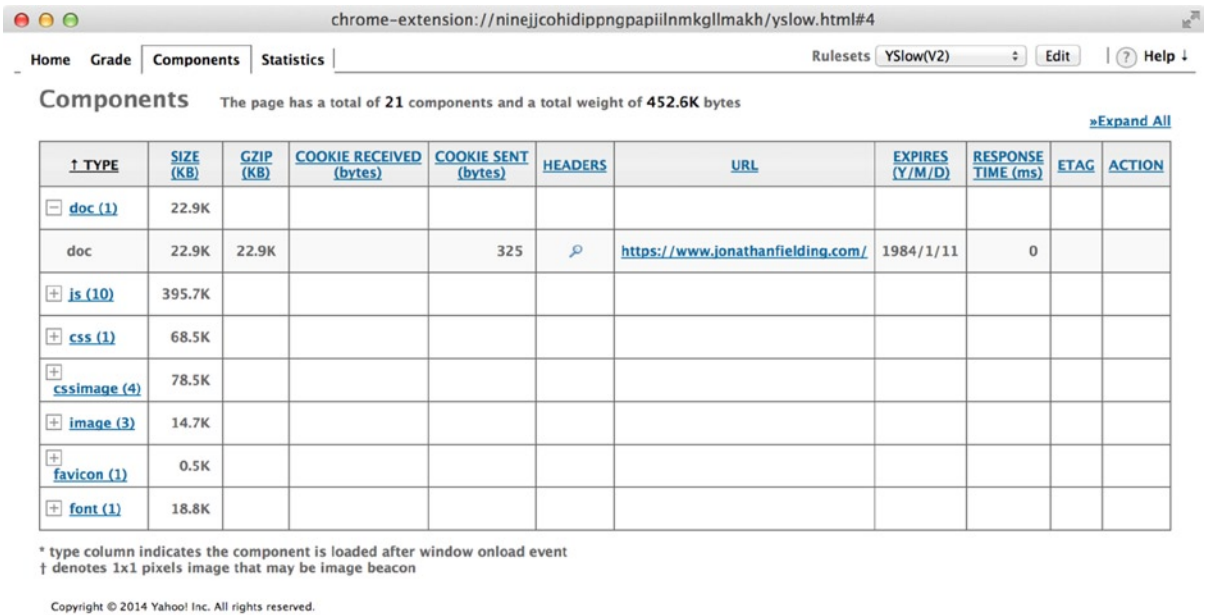 chrome-extension://ninejjcohidippngpapiilnmkgllmakh/yslow.html#4
Home Grade Components Statistics Rulesets YSlow(V2) Edit ? Help ↓
Components The page has a total of 21 components and a total weight of 452.6K bytes
»Expand All
↑ TYPE SIZE (KB) GZIP (KB) COOKIE RECEIVED (bytes) COOKIE SENT (bytes) HEADERS URL EXPIRES (Y/M/D) RESPONSE TIME (ms) ETAG ACTION
doc (1) 22.9K
doc 22.9K 22.9K 325 https://www.jonathanfielding.com/ 1984/1/11 0
js (10) 395.7K
css (1) 68.5K
cssimage (4) 78.5K
image (3) 14.7K
favicon (1) 0.5K
font (1) 18.8K
* type column indicates the component is loaded after window onload event
† denotes 1x1 pixels image that may be image beacon
Copyright © 2014 Yahoo! Inc. All rights reserved.